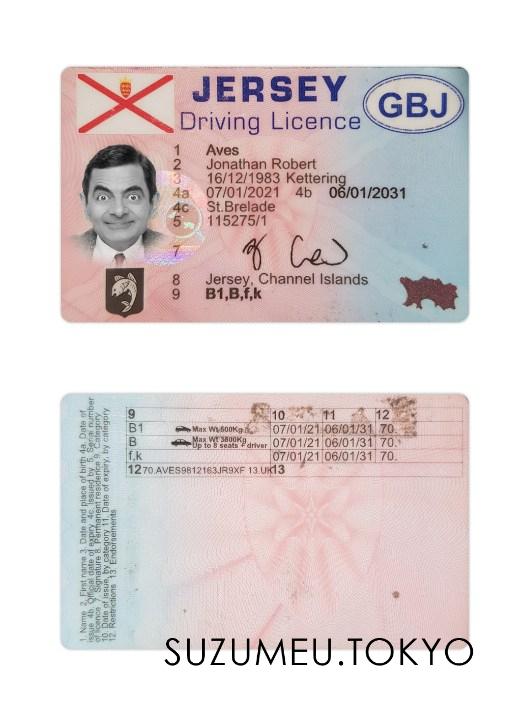 JERSEY
GBJ
Driving Licence
1 Aves
2 Jonathan Robert
3 16/12/1983 Kettering
4a 07/01/2021 4b 06/01/2031
4c St.Brelade
5 115275/1
7
8 Jersey, Channel Islands
9 B1,B,f,k
1. Name 2. First name 3. Date and place of birth 4a. Date of
issue 4b. Official date of expiry 4c. Issued by 5. Serial number
of licence 7. Signature 8. Permanent residence 9. Category
10. Date of issue, by category 11. Date of expiry, by category
12. Restrictions 13. Endorsements
9 10 11 12
B1 Max Wt 500Kg 07/01/21 06/01/31 70.
B Max Wt 3500Kg Up to 8 seats + driver 07/01/21 06/01/31 70.
f,k 07/01/21 06/01/31 70.
12 70.AVES9812163JR9XF 13.UK 13
SUZUMEU.TOKYO